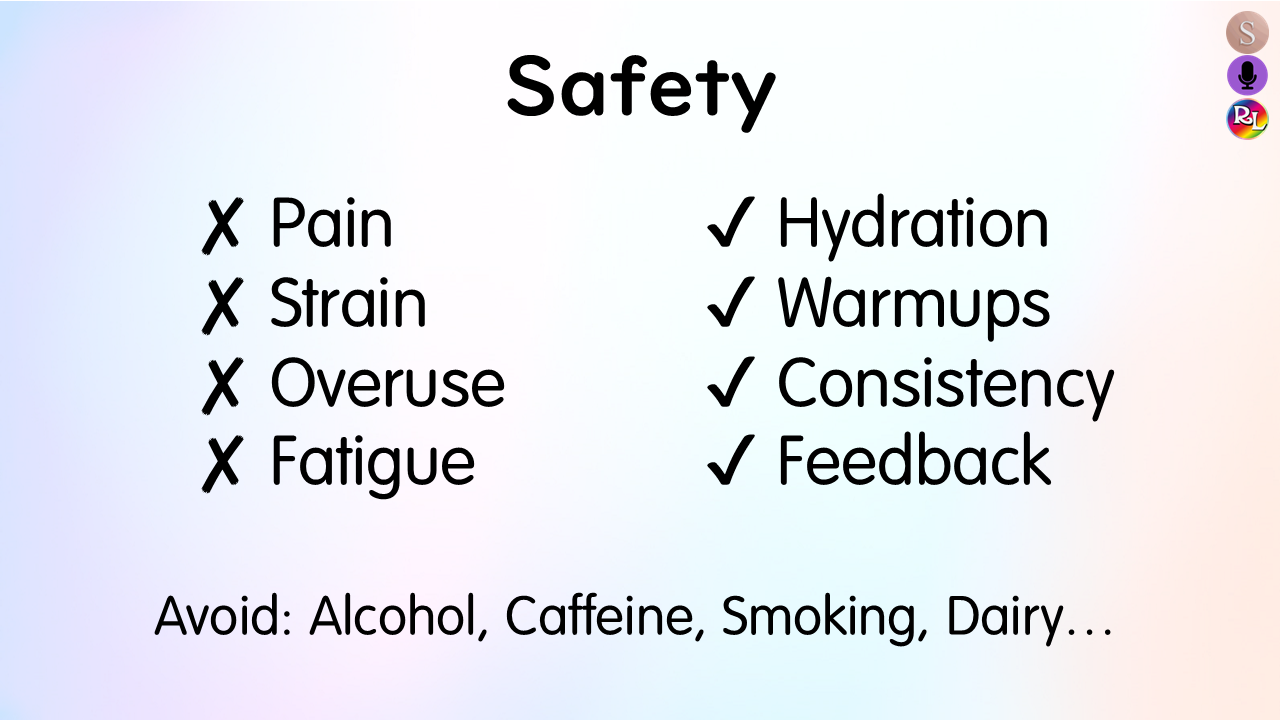 Safety
S
RL
✗ Pain
✗ Strain
✗ Overuse
✗ Fatigue
✓ Hydration
✓ Warmups
✓ Consistency
✓ Feedback
Avoid: Alcohol, Caffeine, Smoking, Dairy...